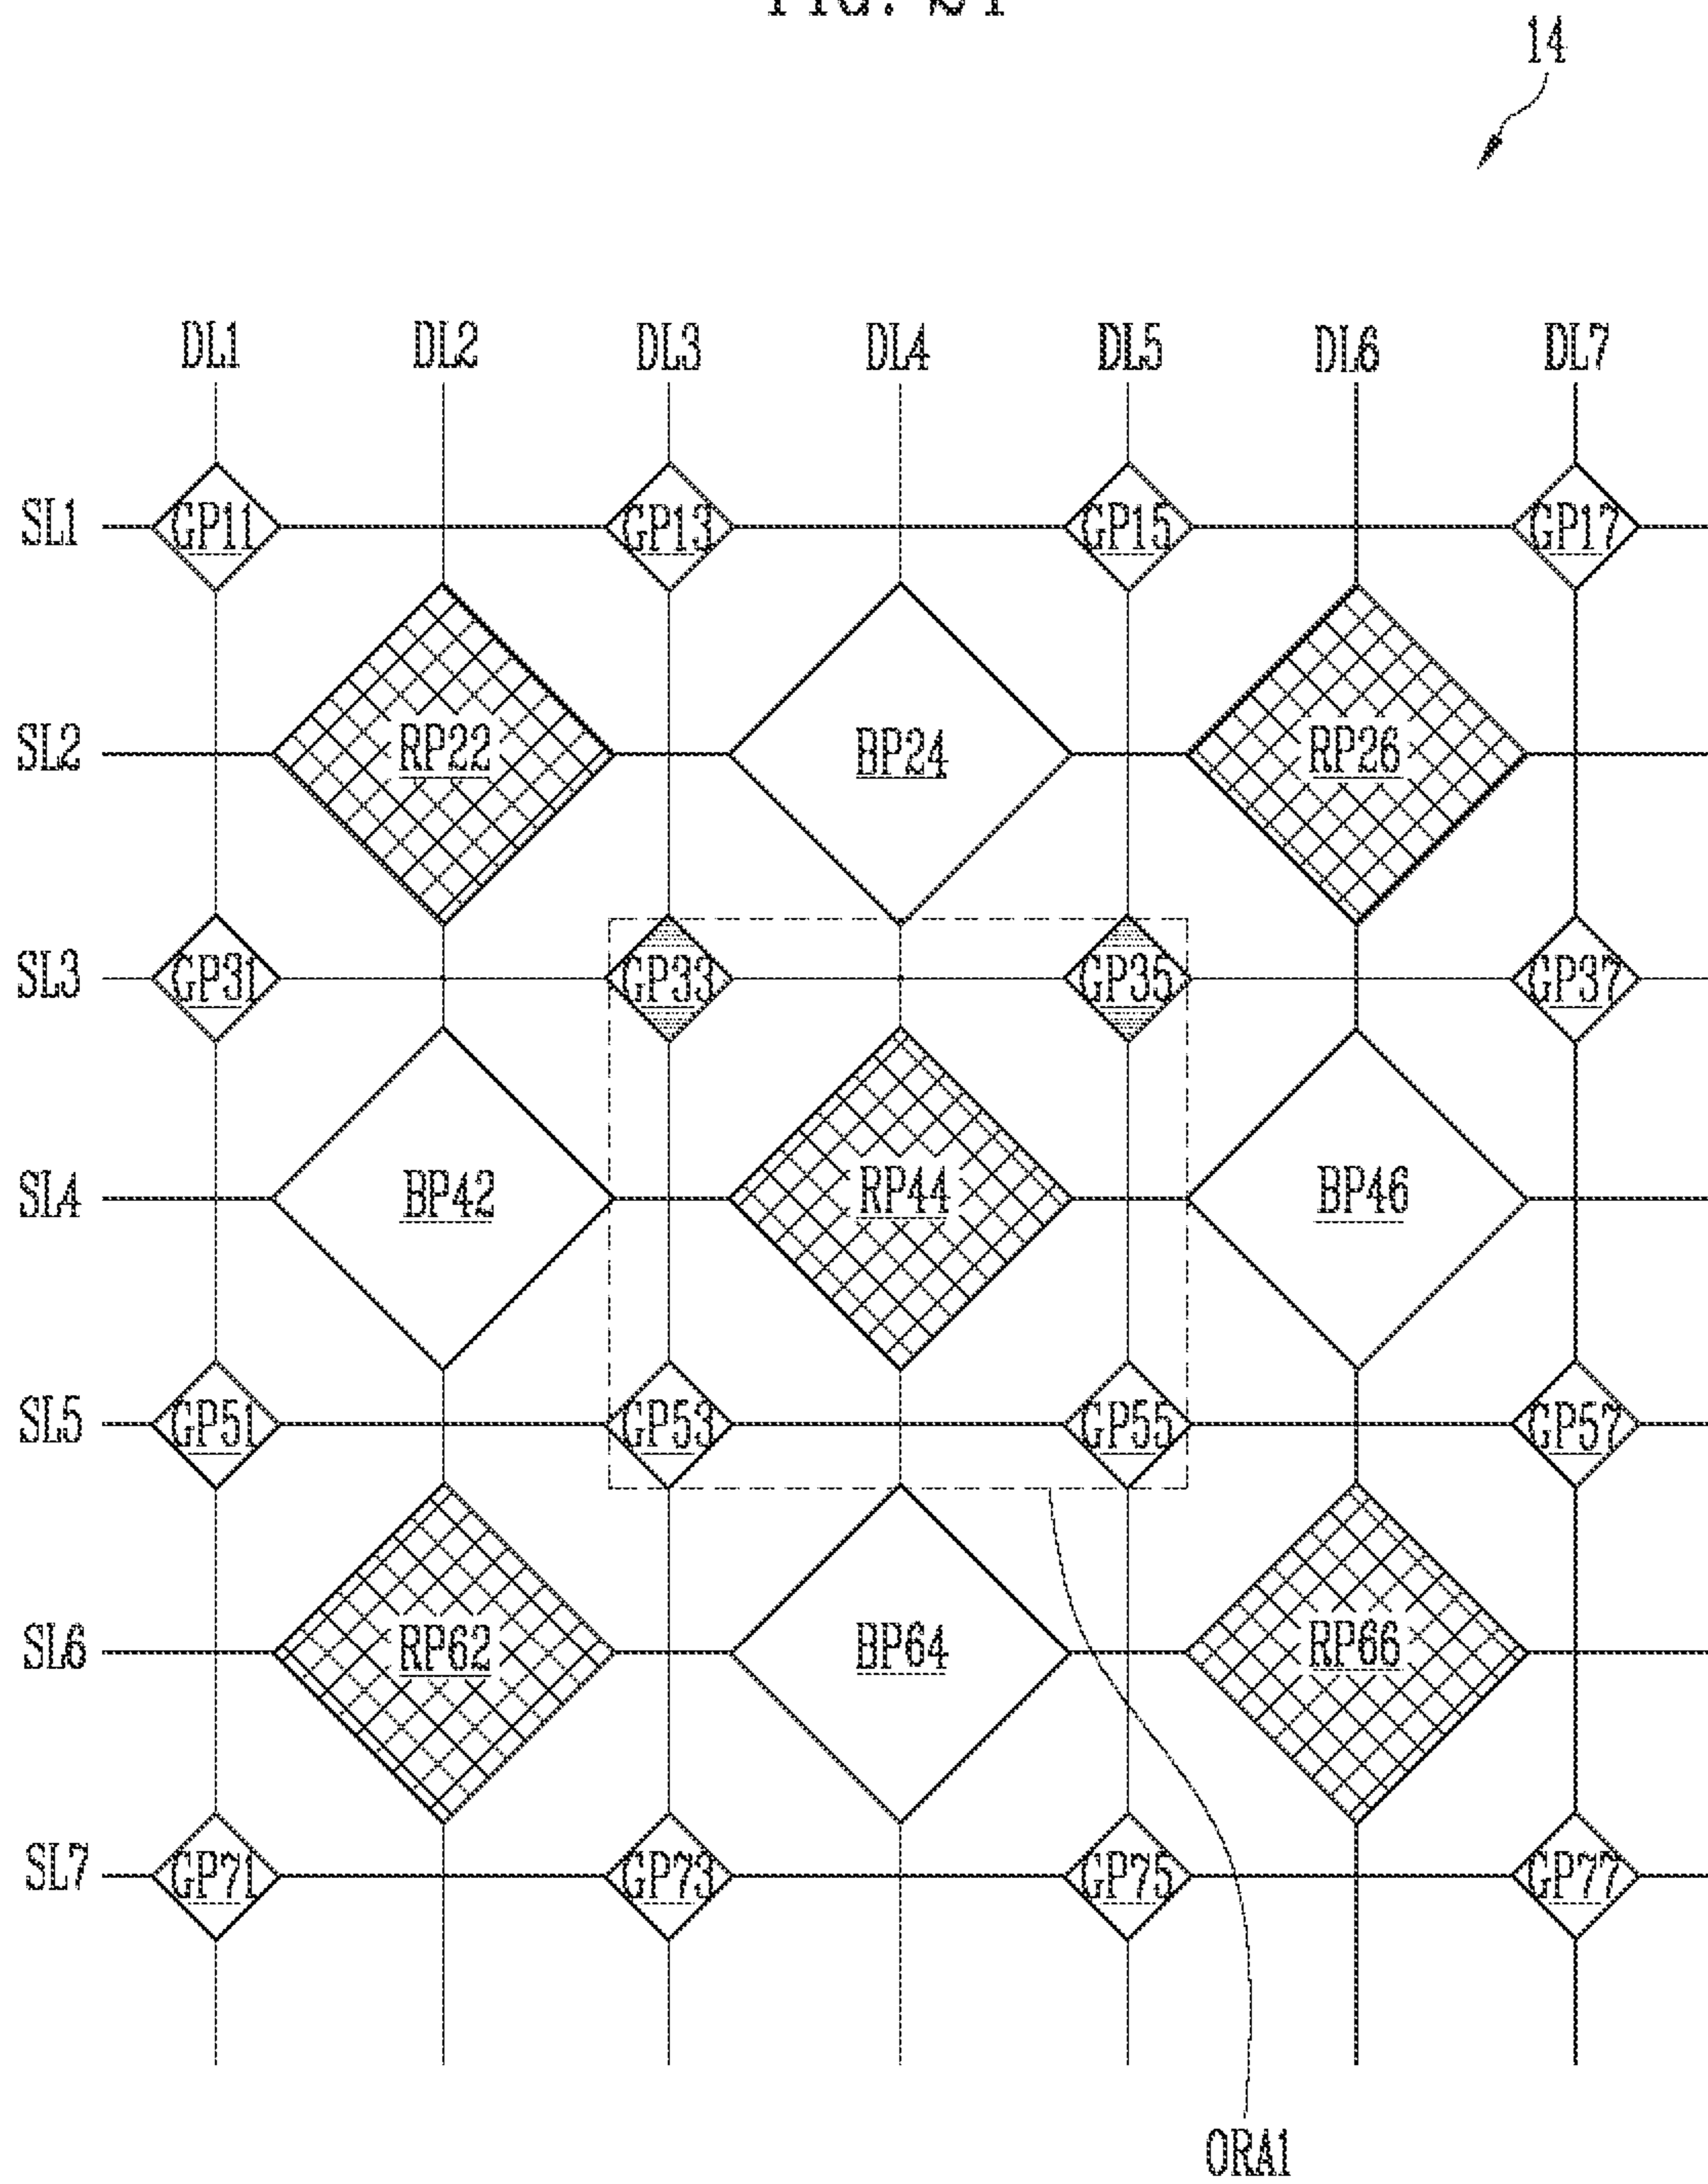 14
DL1 DL2 DL3 DL4 DL5 DL6 DL7
SL1 GP11 GP13 GP15 GP17
SL2 RP22 BP24 RP26
SL3 GP31 GP33 GP35 GP37
SL4 BP42 RP44 BP46
SL5 GP51 GP53 GP55 GP57
SL6 RP62 BP64 RP66
SL7 GP71 GP73 GP75 GP77
ORA1